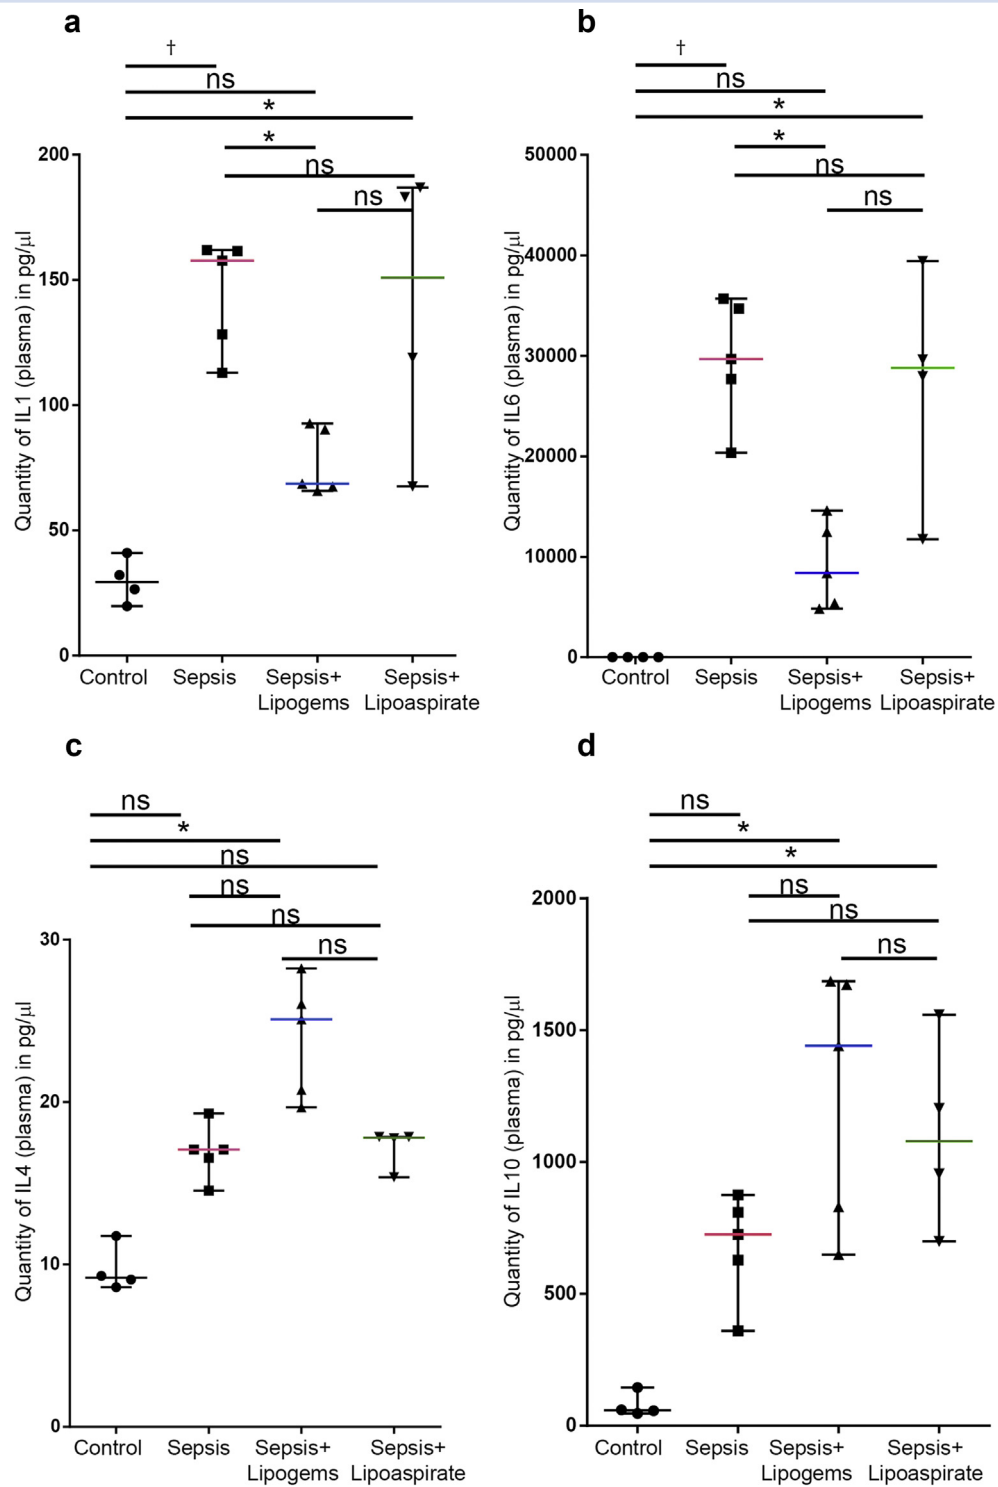 a
†
ns
*
*
ns
ns
Quantity of IL1 (plasma) in pg/µl
200
150
100
50
0
Control
Sepsis
Sepsis+
Lipogems
Sepsis+
Lipoaspirate
b
†
ns
*
*
ns
ns
Quantity of IL6 (plasma) in pg/µl
50000
40000
30000
20000
10000
0
Control
Sepsis
Sepsis+
Lipogems
Sepsis+
Lipoaspirate
c
ns
*
ns
ns
ns
ns
Quantity of IL4 (plasma) in pg/µl
30
20
10
0
Control
Sepsis
Sepsis+
Lipogems
Sepsis+
Lipoaspirate
d
ns
*
*
ns
ns
ns
Quantity of IL10 (plasma) in pg/µl
2000
1500
1000
500
0
Control
Sepsis
Sepsis+
Lipogems
Sepsis+
Lipoaspirate